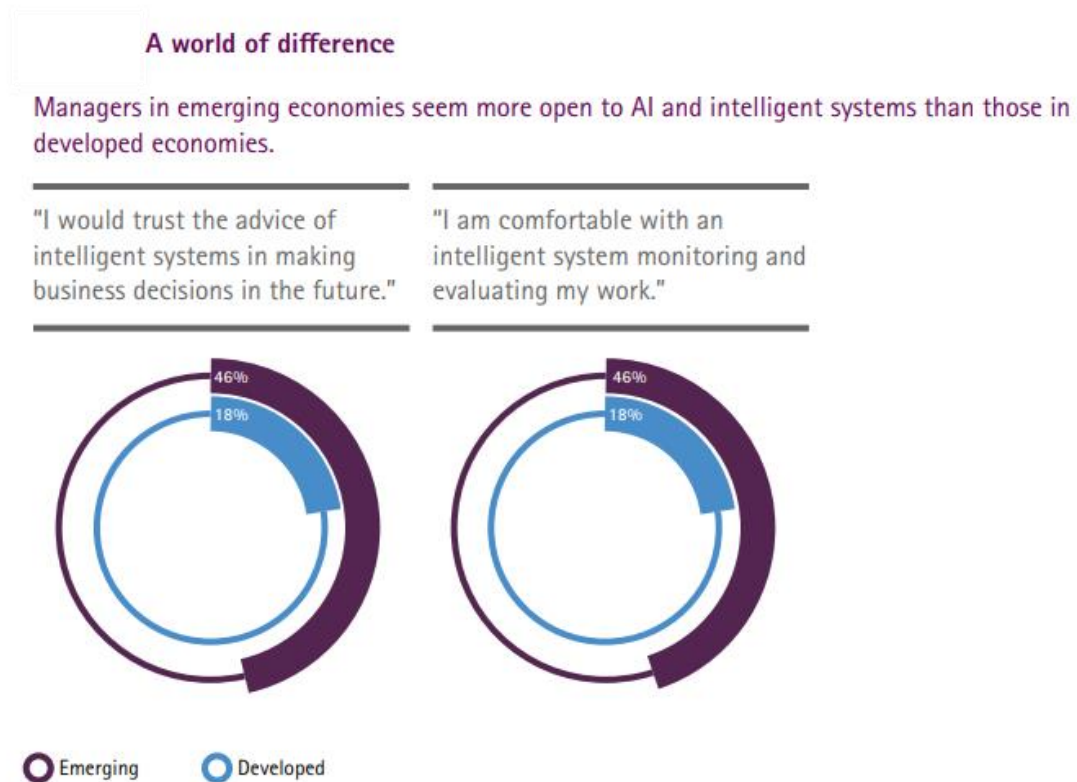 A world of difference
Managers in emerging economies seem more open to AI and intelligent systems than those in
developed economies.
"I would trust the advice of
intelligent systems in making
business decisions in the future."
"I am comfortable with an
intelligent system monitoring and
evaluating my work."
46%
18%
46%
18%
Emerging
Developed